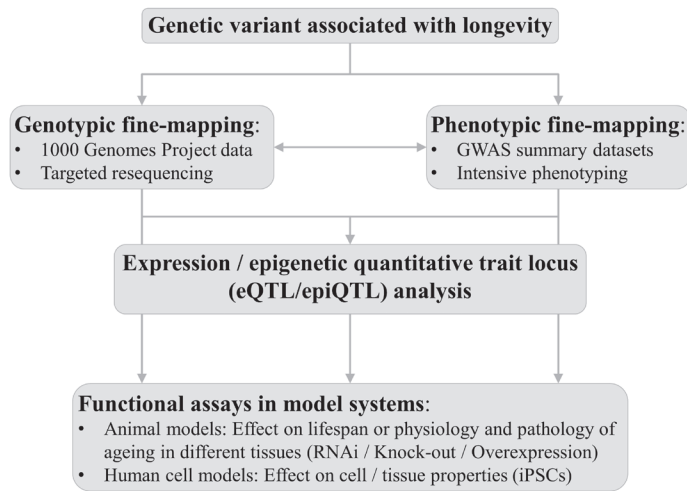 Genetic variant associated with longevity
Genotypic fine-mapping:
• 1000 Genomes Project data
• Targeted resequencing
Phenotypic fine-mapping:
• GWAS summary datasets
• Intensive phenotyping
Expression / epigenetic quantitative trait locus
(eQTL/epiQTL) analysis
Functional assays in model systems:
• Animal models: Effect on lifespan or physiology and pathology of
ageing in different tissues (RNAi / Knock-out / Overexpression)
• Human cell models: Effect on cell / tissue properties (iPSCs)